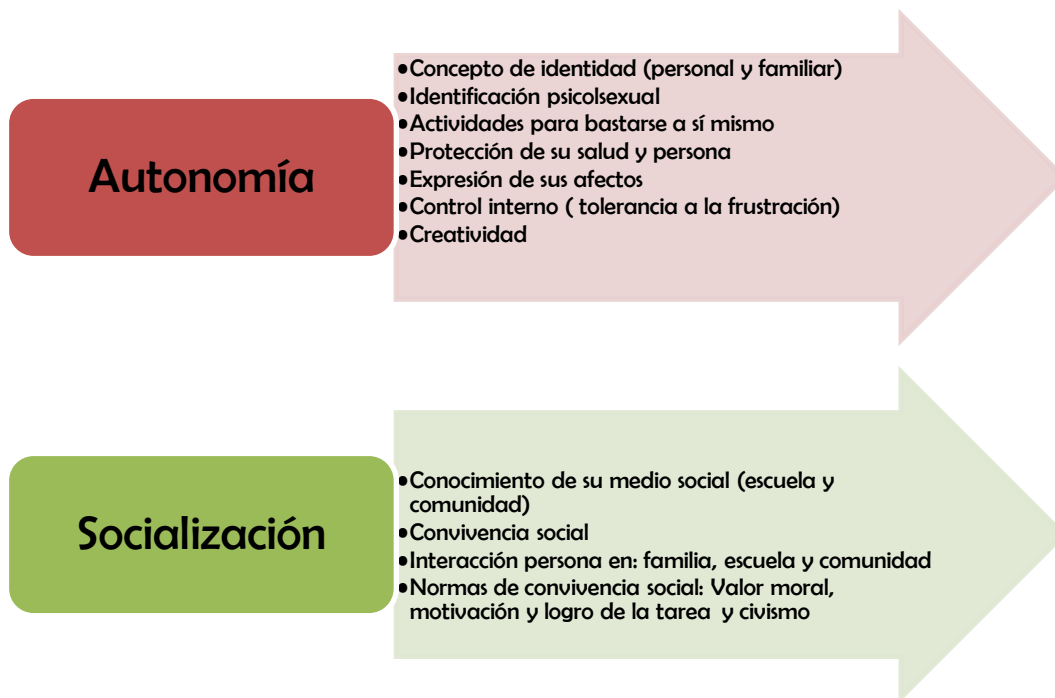 Autonomía
•Concepto de identidad (personal y familiar)
•Identificación psicolsexual
•Actividades para bastarse a sí mismo
•Protección de su salud y persona
•Expresión de sus afectos
•Control interno ( tolerancia a la frustración)
•Creatividad
Socialización
•Conocimiento de su medio social (escuela y
comunidad)
•Convivencia social
•Interacción persona en: familia, escuela y comunidad
•Normas de convivencia social: Valor moral,
motivación y logro de la tarea y civismo